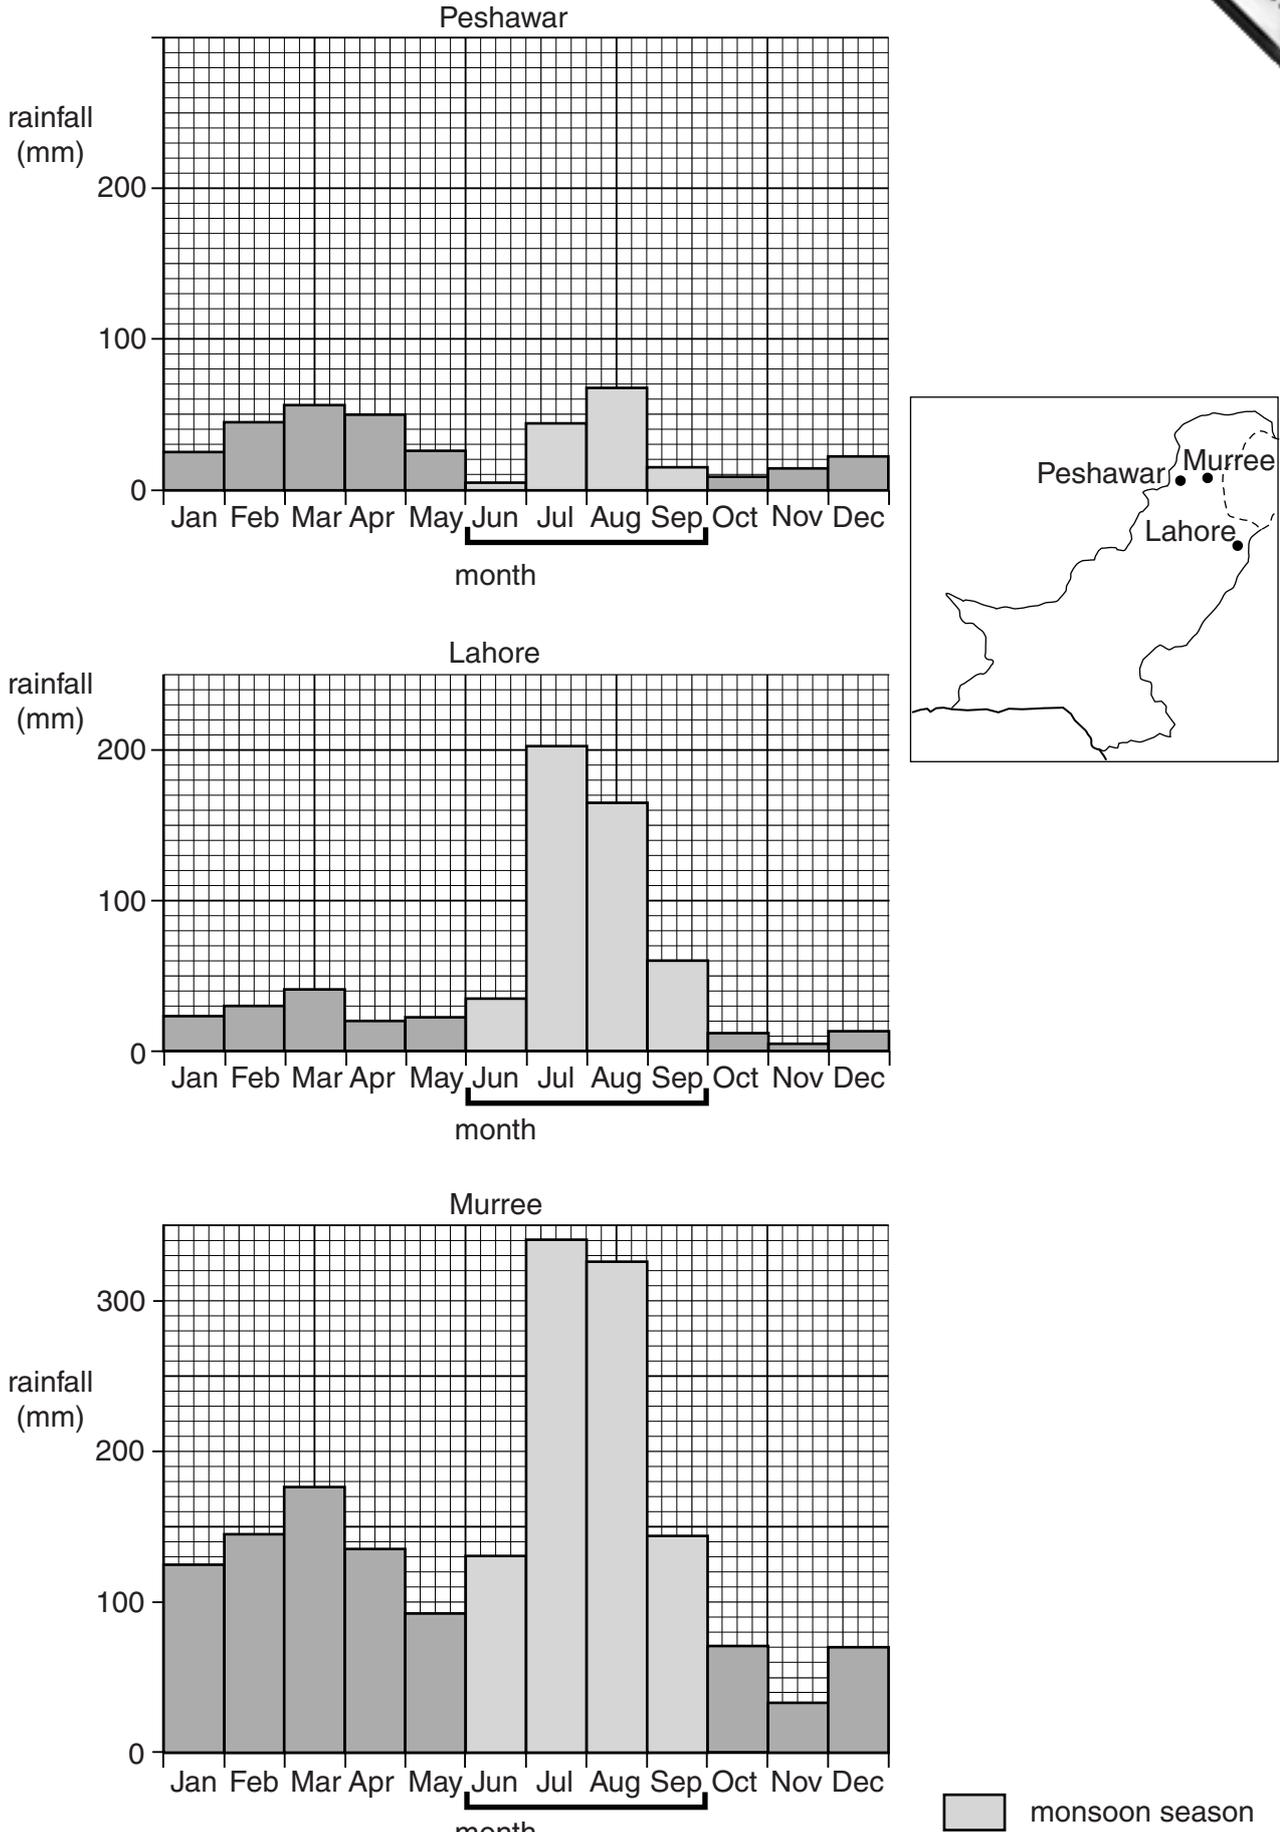 Peshawar
rainfall
(mm)
200
100
0
Jan Feb Mar Apr May Jun Jul Aug Sep Oct Nov Dec
month
Peshawar Murree
Lahore
Lahore
rainfall
(mm)
200
100
0
Jan Feb Mar Apr May Jun Jul Aug Sep Oct Nov Dec
month
Murree
300
rainfall
(mm)
200
100
0
Jan Feb Mar Apr May Jun Jul Aug Sep Oct Nov Dec
month
monsoon season